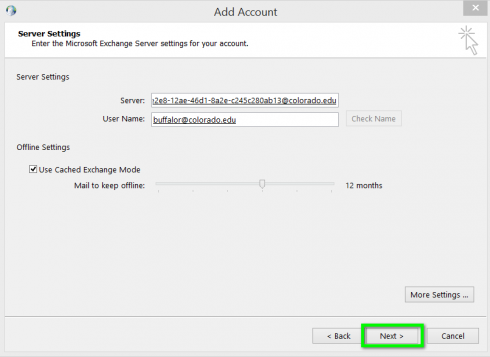 Add Account
Server Settings
Enter the Microsoft Exchange Server settings for your account.
Server Settings
Server: 2e8-12ae-46d1-8a2e-c245c280ab13@colorado.edu
User Name: buffalor@colorado.edu Check Name
Offline Settings
Use Cached Exchange Mode
Mail to keep offline: 12 months
More Settings ...
< Back Next > Cancel